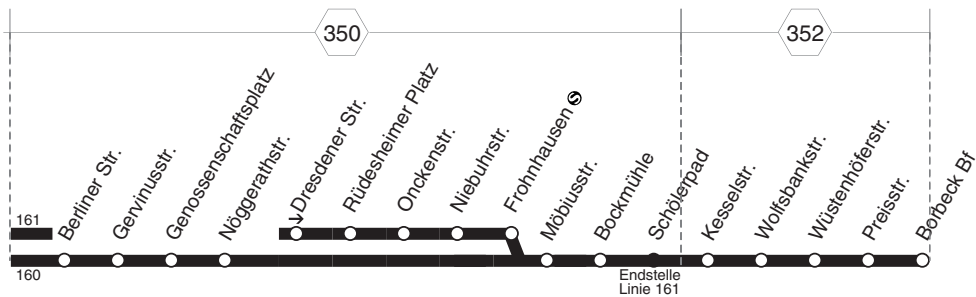 350
352
Berliner Str.
Gervinusstr.
Genossenschaftsplatz
Nöggerathstr.
Dresdener Str.
Rüdesheimer Platz
Onckenstr.
Niebuhrstr.
Frohnhausen S
Möbiusstr.
Bockmühle
Schölerpad
Kesselstr.
Wolfsbankstr.
Wüstenhöferstr.
Preisstr.
Borbeck Bf
161
160
Endstelle
Linie 161